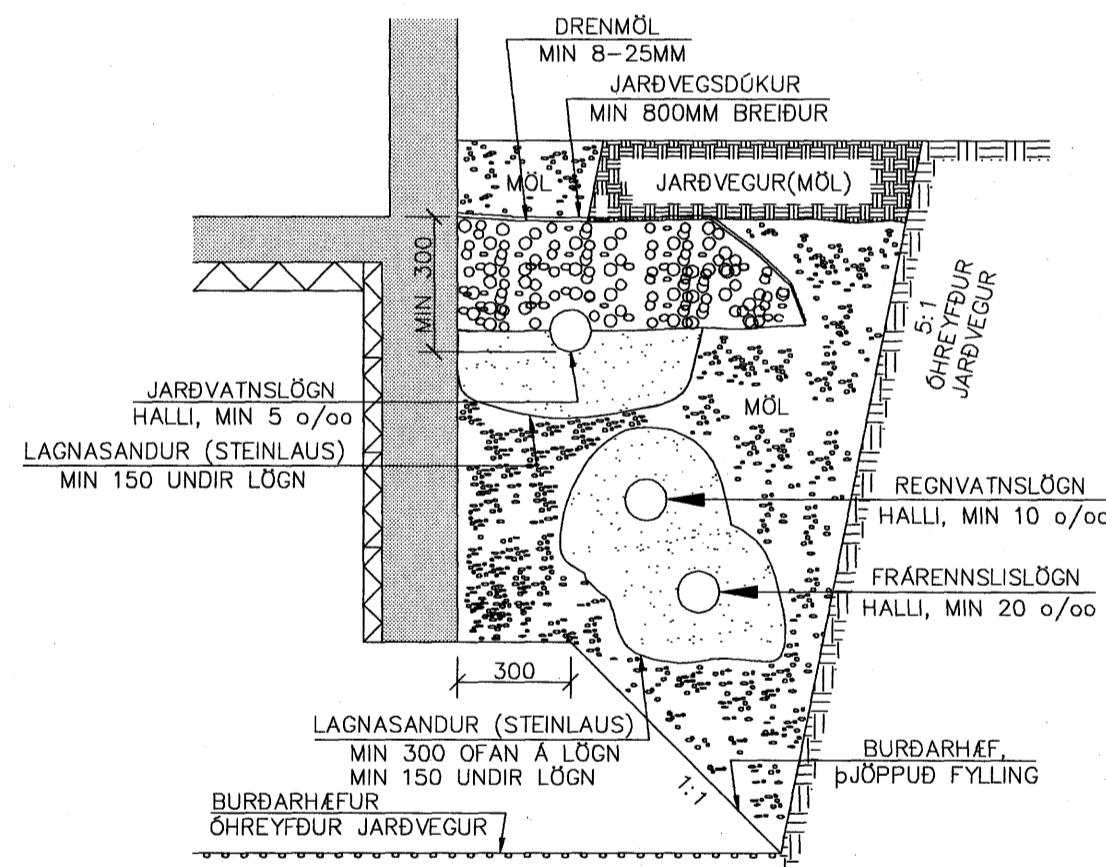 DRENMÖL
MIN 8-25MM
JARÐVEGSDÚKUR
MIN 800MM BREIÐUR
MÖL
JARÐVEGUR(MÖL)
MIN 300
5:1
ÓHREYFÐUR
JARÐVEGUR
JARÐVATNSLÖGN
HALLI, MIN 5 o/oo
MÖL
LAGNASANDUR (STEINLAUS)
MIN 150 UNDIR LÖGN
REGNVATNSLÖGN
HALLI, MIN 10 o/oo
FRÁRENNSLISLÖGN
HALLI, MIN 20 o/oo
300
LAGNASANDUR (STEINLAUS)
MIN 300 OFAN Á LÖGN
MIN 150 UNDIR LÖGN
1:1
BURÐARHÆF,
ÞJÖPPUÐ FYLLING
BURÐARHÆFUR
ÓHREYFÐUR JARÐVEGUR